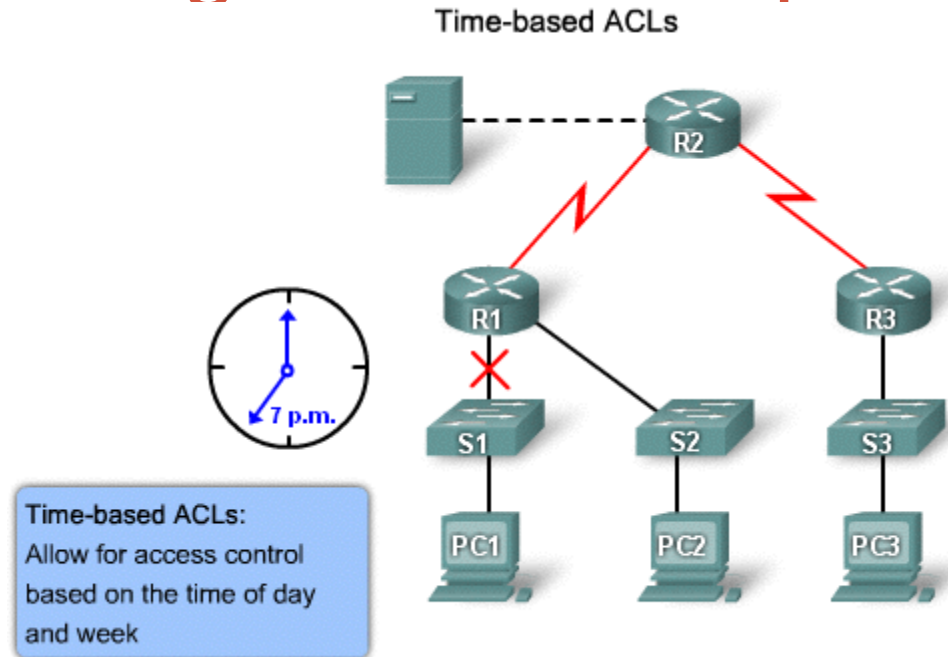 Time-based ACLs
R2
R1
R3
7 p.m.
S1
S2
S3
PC1
PC2
PC3
Time-based ACLs:
Allow for access control
based on the time of day
and week